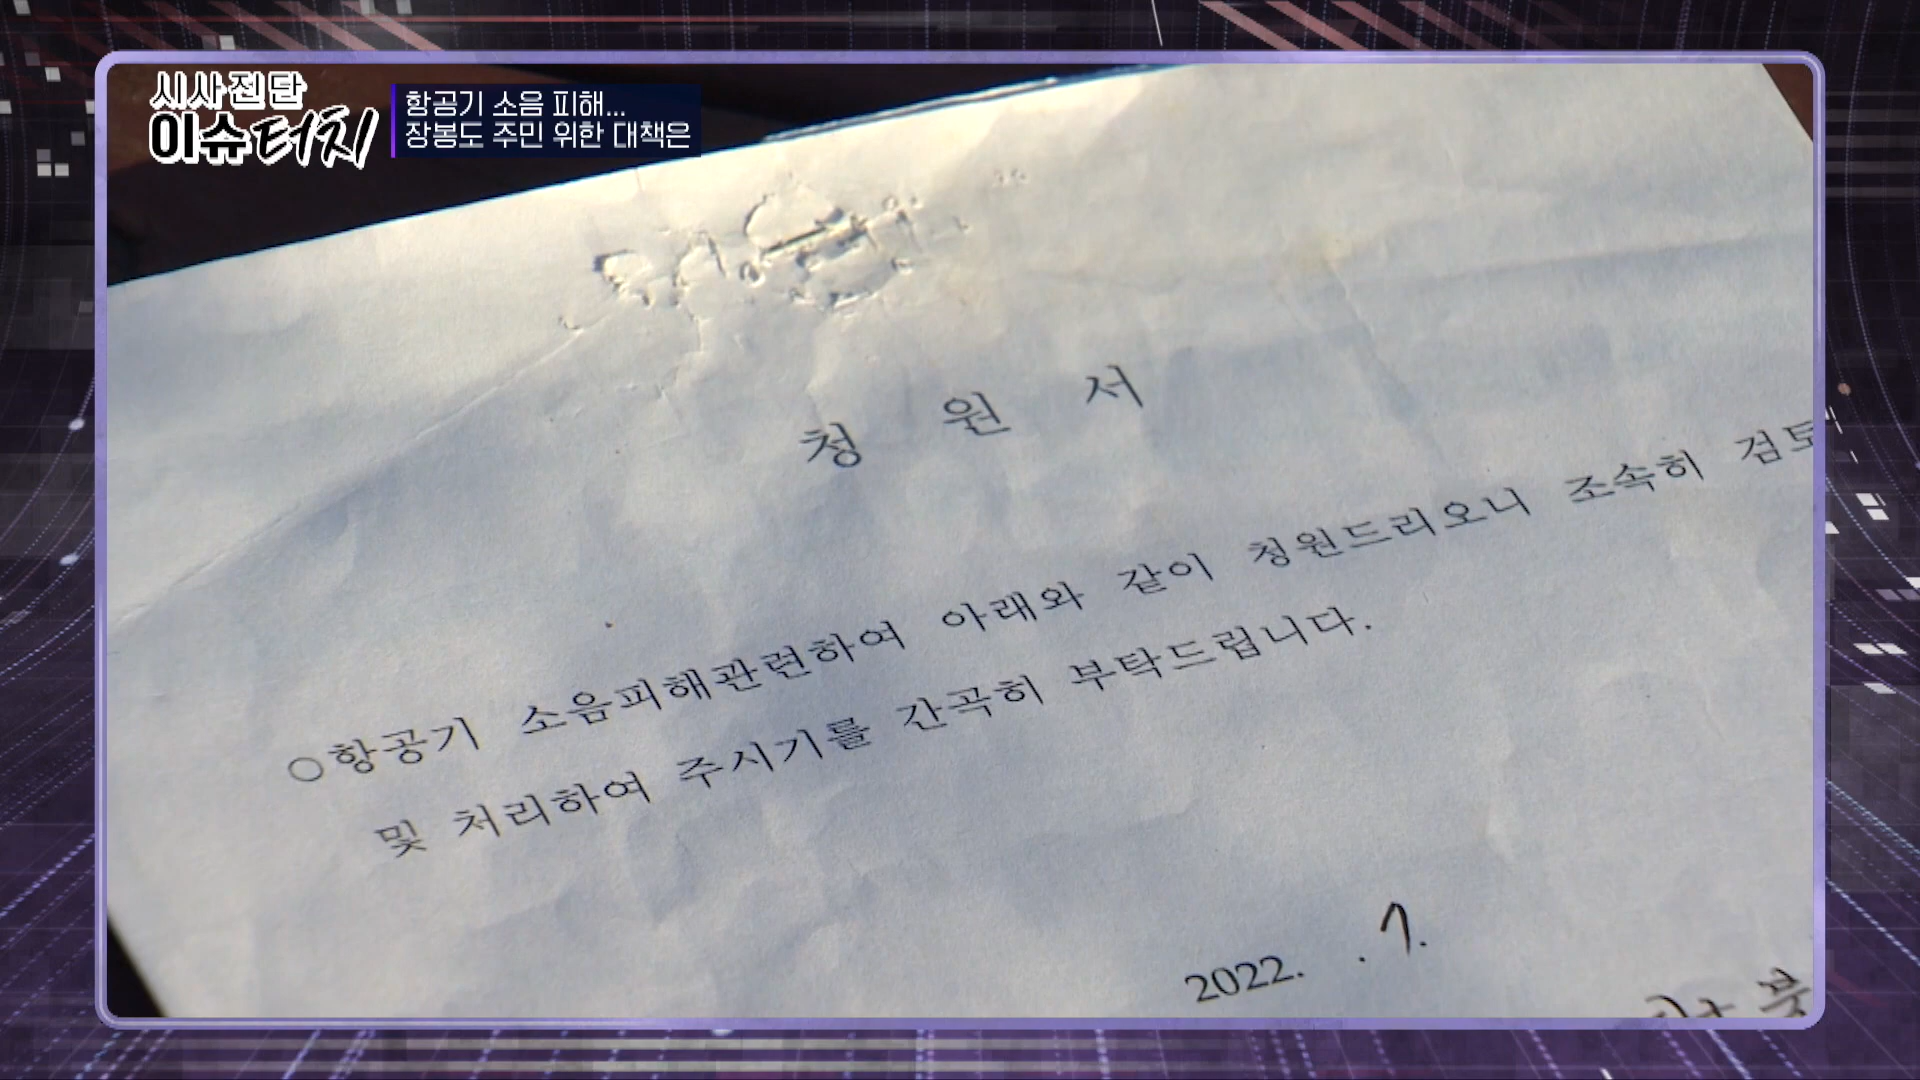 시사진단
이슈터치
항공기 소음 피해...
장봉도 주민 위한 대책은
청 원 서
○항공기 소음피해관련하여 아래와 같이 청원드리오니 조속히 검토
및 처리하여 주시기를 간곡히 부탁드립니다.
2022. . 7.